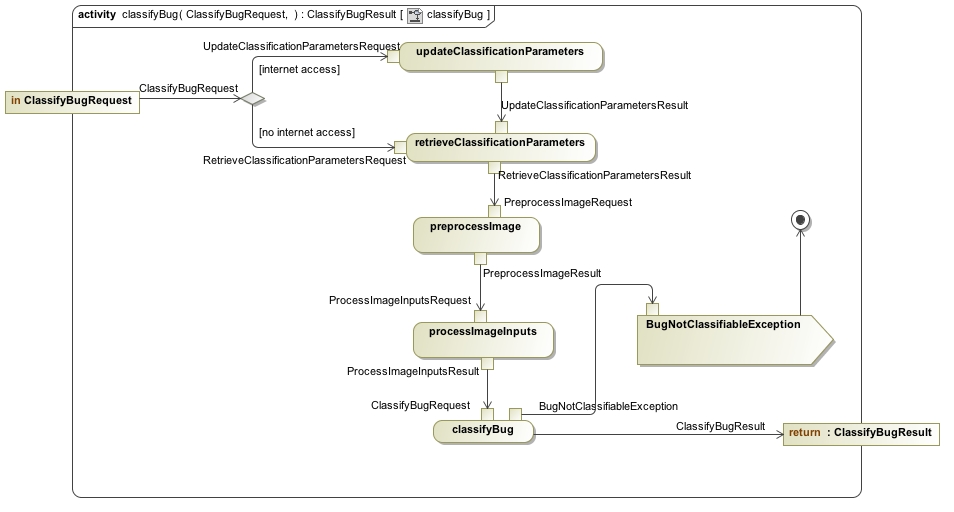 activity classifyBug( ClassifyBugRequest, ) : ClassifyBugResult [ classifyBug ]
UpdateClassificationParametersRequest
updateClassificationParameters
[internet access]
ClassifyBugRequest
in ClassifyBugRequest
UpdateClassificationParametersResult
[no internet access]
retrieveClassificationParameters
RetrieveClassificationParametersRequest
RetrieveClassificationParametersResult
PreprocessImageRequest
preprocessImage
PreprocessImageResult
ProcessImageInputsRequest
BugNotClassifiableException
processImageInputs
ProcessImageInputsResult
ClassifyBugRequest
BugNotClassifiableException
classifyBug
ClassifyBugResult
return : ClassifyBugResult